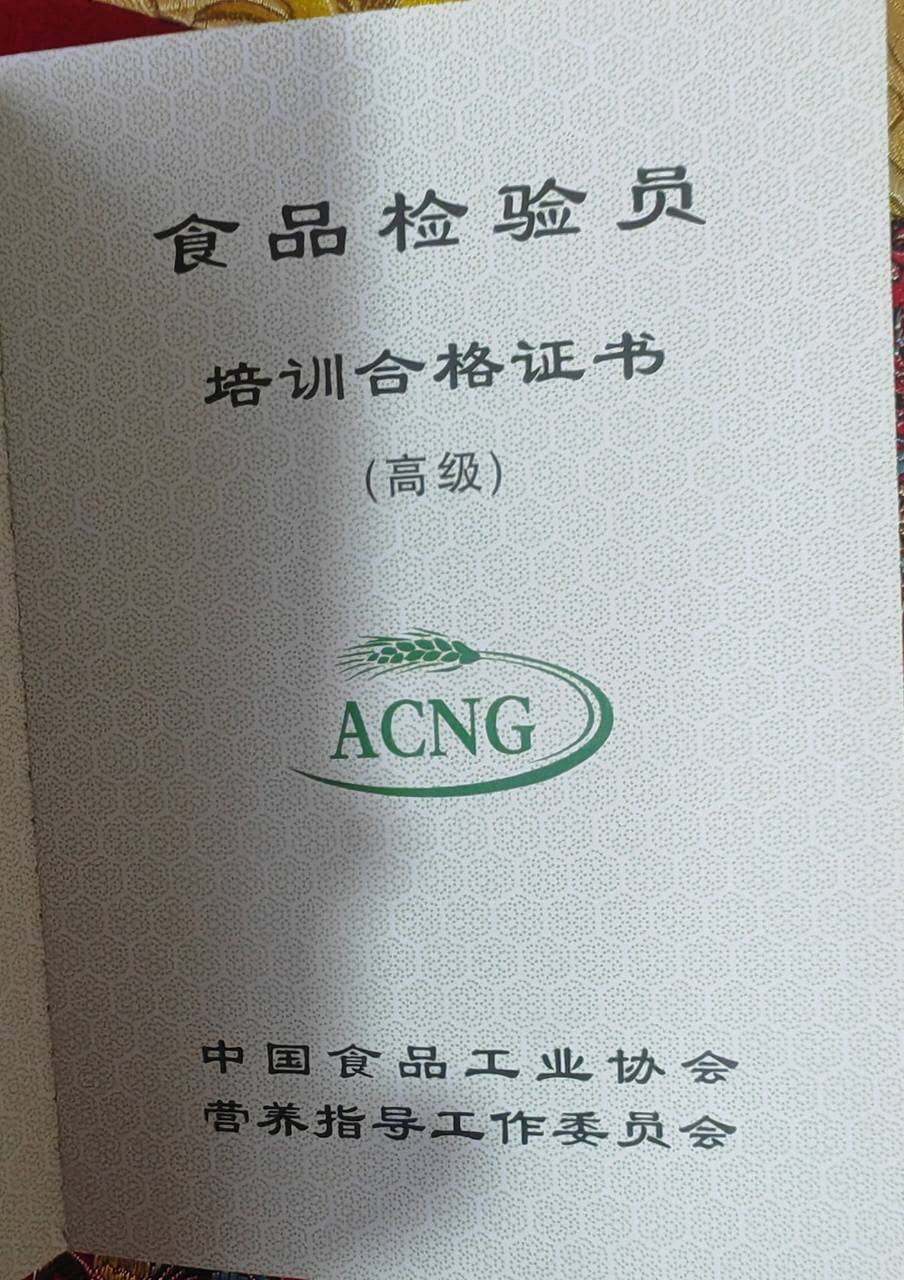 食品检验员
培训合格证书
(高级)
ACNG
中国食品工业协会
营养指导工作委员会